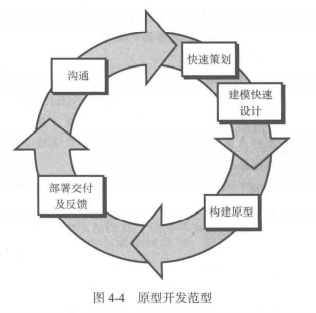 沟通
快速策划
建模快速
设计
构建原型
部署交付
及反馈
图 4-4 原型开发范型